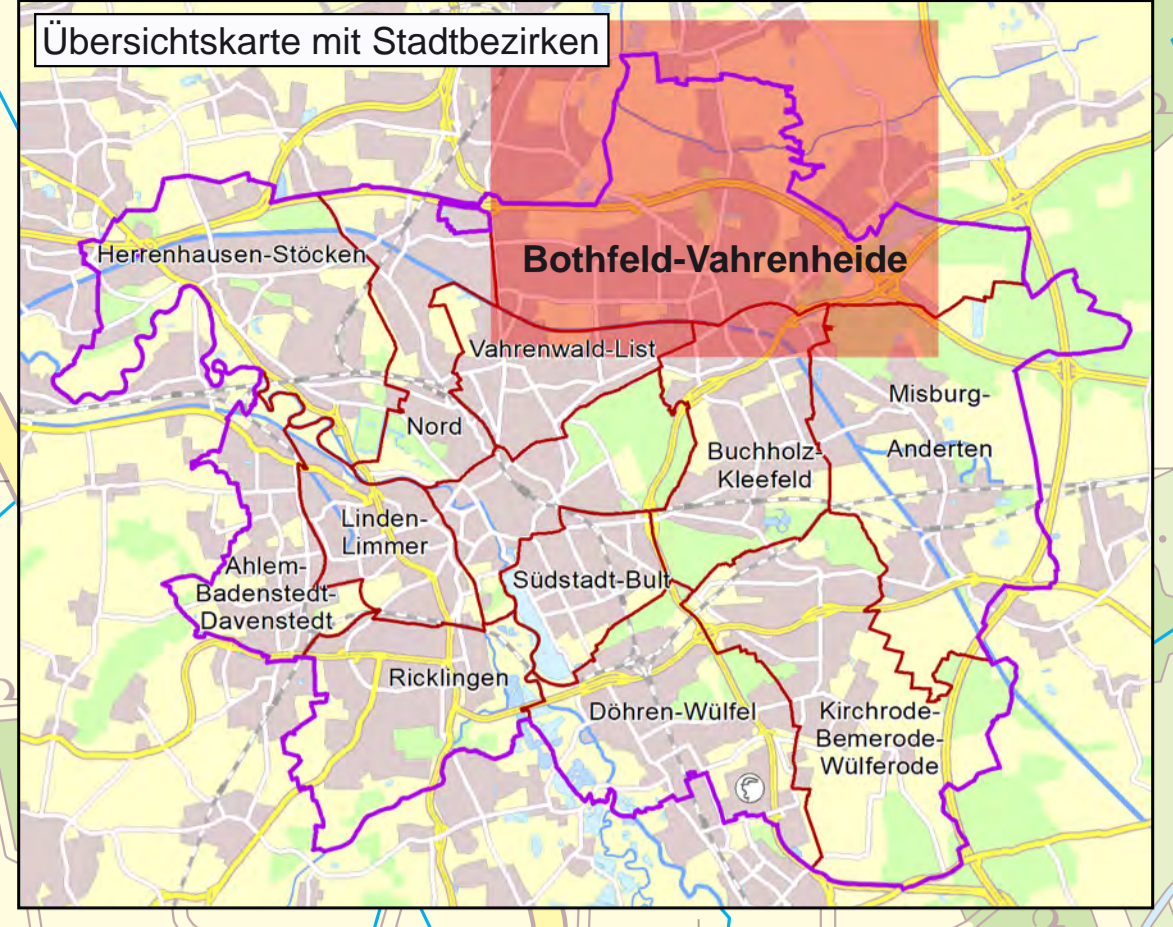 Übersichtskarte mit Stadtbezirken
Herrenhausen-Stöcken
Bothfeld-Vahrenheide
Vahrenwald-List
Nord
Misburg-
Anderten
Buchholz-
Kleefeld
Linden-
Limmer
Ahlem-
Badenstedt-
Davenstedt
Südstadt-Bult
Ricklingen
Döhren-Wülfel
Kirchrode-
Bemerode-
Wülferode